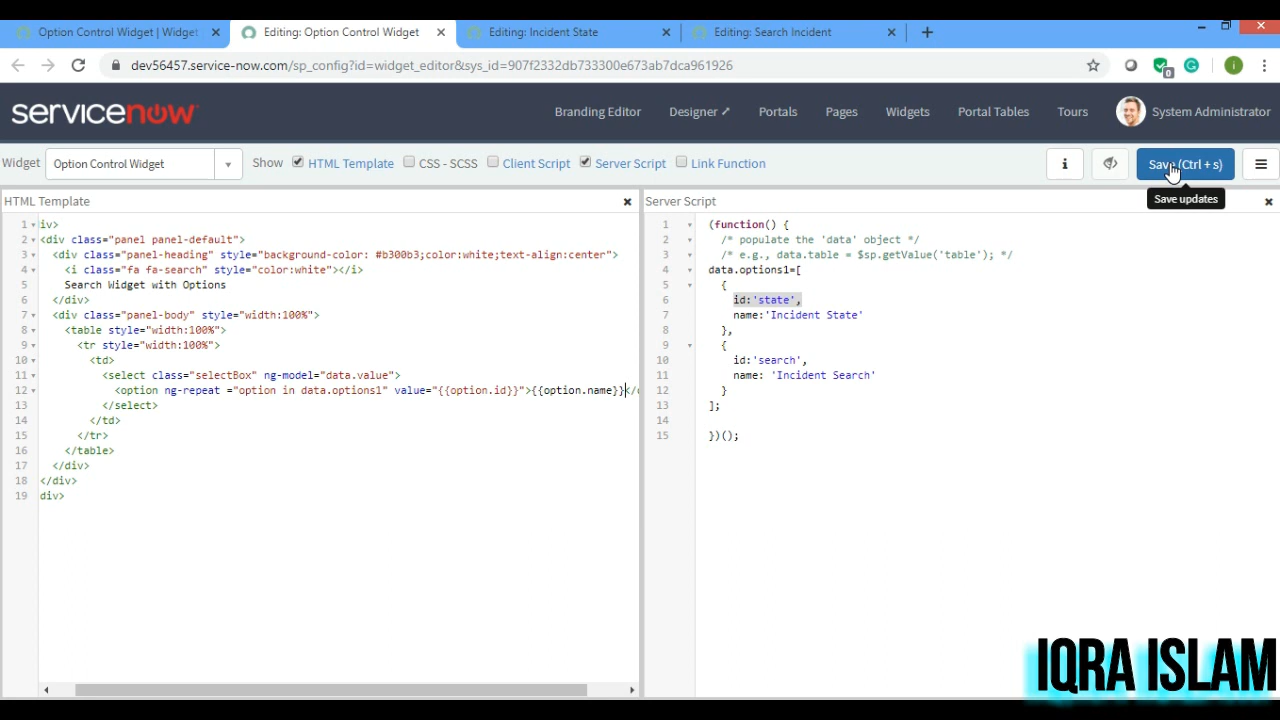 Option Control Widget | Widget
Editing: Option Control Widget
Editing: Incident State
Editing: Search Incident
dev56457.service-now.com/sp_config?id=widget_editor&sys_id=907f2332db733300e673ab7dca961926
0
i
servicenow
Branding Editor
Designer
Portals
Pages
Widgets
Portal Tables
Tours
System Administrator
Widget
Option Control Widget
Show
HTML Template
CSS - SCSS
Client Script
Server Script
Link Function
Save (Ctrl + s)
Save updates
HTML Template
1 iv>
2 <div class="panel panel-default">
3 <div class="panel-heading" style="background-color: #b300b3;color:white;text-align:center">
4 <i class="fa fa-search" style="color:white"></i>
5 Search Widget with Options
6 </div>
7 <div class="panel-body" style="width:100%">
8 <table style="width:100%">
9 <tr style="width:100%">
10 <td>
11 <select class="selectBox" ng-model="data.value">
12 <option ng-repeat ="option in data.options1" value="{{option.id}}">{{option.name}}</
13 </select>
14 </td>
15 </tr>
16 </table>
17 </div>
18 </div>
19 div>
Server Script
1 (function() {
2 /* populate the 'data' object */
3 /* e.g., data.table = $sp.getValue('table'); */
4 data.options1=[
5 {
6 id:'state',
7 name:'Incident State'
8 },
9 {
10 id:'search',
11 name: 'Incident Search'
12 }
13 ];
14
15 })();
IQRA ISLAM